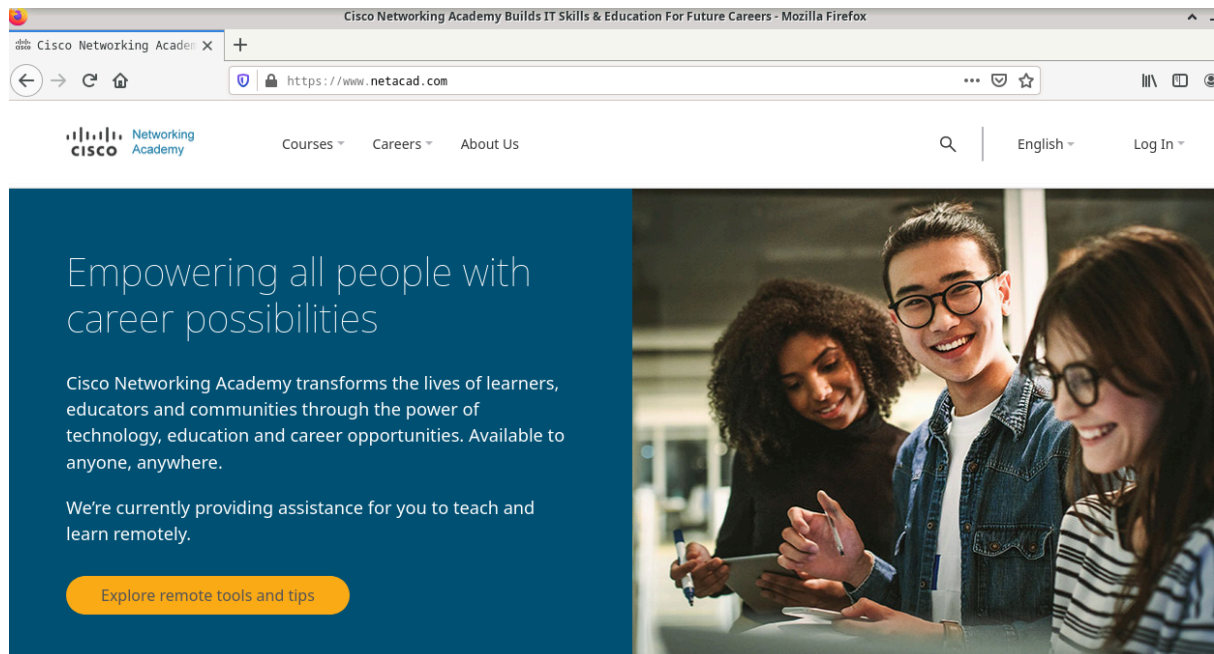 Cisco Networking Academy Builds IT Skills & Education For Future Careers - Mozilla Firefox
Cisco Networking Academ
https://www.netacad.com
CISCO Networking Academy
Courses Careers About Us English Log In
Empowering all people with
career possibilities
Cisco Networking Academy transforms the lives of learners,
educators and communities through the power of
technology, education and career opportunities. Available to
anyone, anywhere.
We’re currently providing assistance for you to teach and
learn remotely.
Explore remote tools and tips